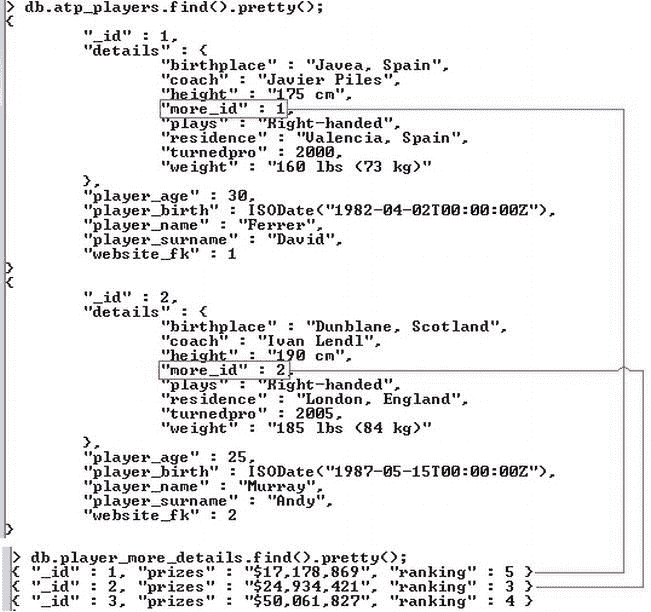 > db.atp_players.find().pretty();
{
"_id" : 1,
"details" : {
"birthplace" : "Javea, Spain",
"coach" : "Javier Piles",
"height" : "175 cm",
"more_id" : 1,
"plays" : "Right-handed",
"residence" : "Valencia, Spain",
"turnedpro" : 2000,
"weight" : "160 lbs (73 kg)"
},
"player_age" : 30,
"player_birth" : ISODate("1982-04-02T00:00:00Z"),
"player_name" : "Ferrer",
"player_surname" : "David",
"website_fk" : 1
}
{
"_id" : 2,
"details" : {
"birthplace" : "Dunblane, Scotland",
"coach" : "Ivan Lendl",
"height" : "190 cm",
"more_id" : 2,
"plays" : "Right-handed",
"residence" : "London, England",
"turnedpro" : 2005,
"weight" : "185 lbs (84 kg)"
},
"player_age" : 25,
"player_birth" : ISODate("1987-05-15T00:00:00Z"),
"player_name" : "Murray",
"player_surname" : "Andy",
"website_fk" : 2
}
> db.player_more_details.find().pretty();
{ "_id" : 1, "prizes" : "$17,178,869", "ranking" : 5 }
{ "_id" : 2, "prizes" : "$24,934,421", "ranking" : 3 }
{ "_id" : 3, "prizes" : "$50,061,827", "ranking" : 4 }